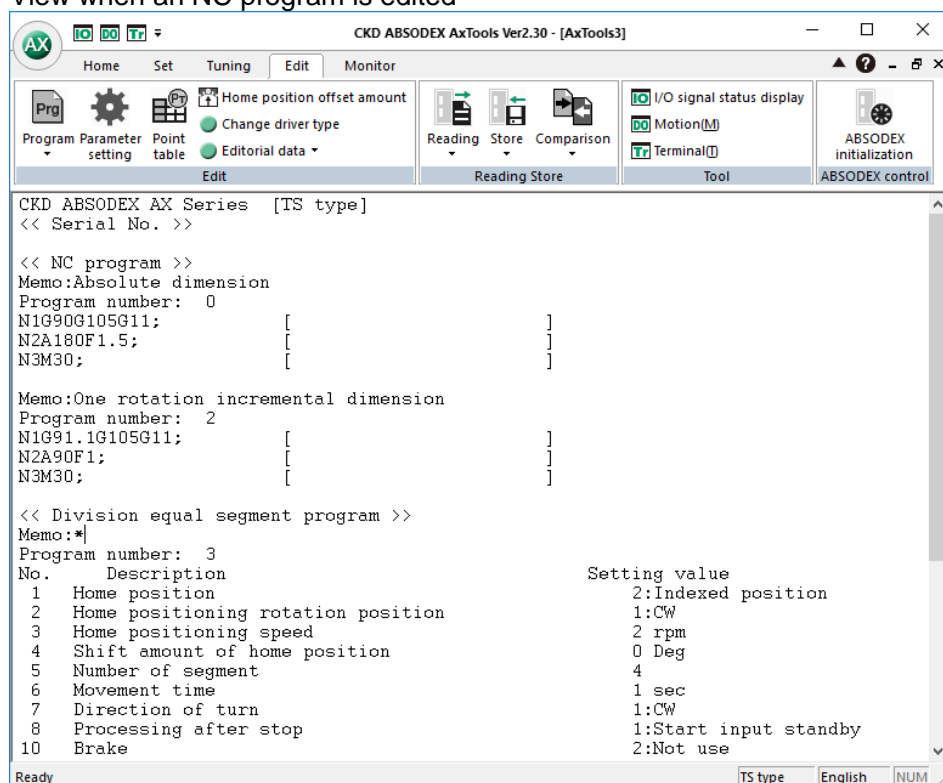 View when an NC program is edited
AX IO DO Tr CKD ABSODEX AxTools Ver2.30 - [AxTools3]
Home Set Tuning Edit Monitor
Prg Program
Parameter setting
PT Point table
Home position offset amount
Change driver type
Editorial data
Edit
Reading Store Comparison
Reading Store
IO I/O signal status display
DO Motion(M)
Tr Terminal(T)
Tool
ABSODEX initialization
ABSODEX control
CKD ABSODEX AX Series [TS type]
<< Serial No. >>
<< NC program >>
Memo:Absolute dimension
Program number: 0
N1G90G105G11; [ ]
N2A180F1.5; [ ]
N3M30; [ ]
Memo:One rotation incremental dimension
Program number: 2
N1G91.1G105G11; [ ]
N2A90F1; [ ]
N3M30; [ ]
<< Division equal segment program >>
Memo:*
Program number: 3
No. Description Setting value
1 Home position 2:Indexed position
2 Home positioning rotation position 1:CW
3 Home positioning speed 2 rpm
4 Shift amount of home position 0 Deg
5 Number of segment 4
6 Movement time 1 sec
7 Direction of turn 1:CW
8 Processing after stop 1:Start input standby
10 Brake 2:Not use
Ready TS type English NUM